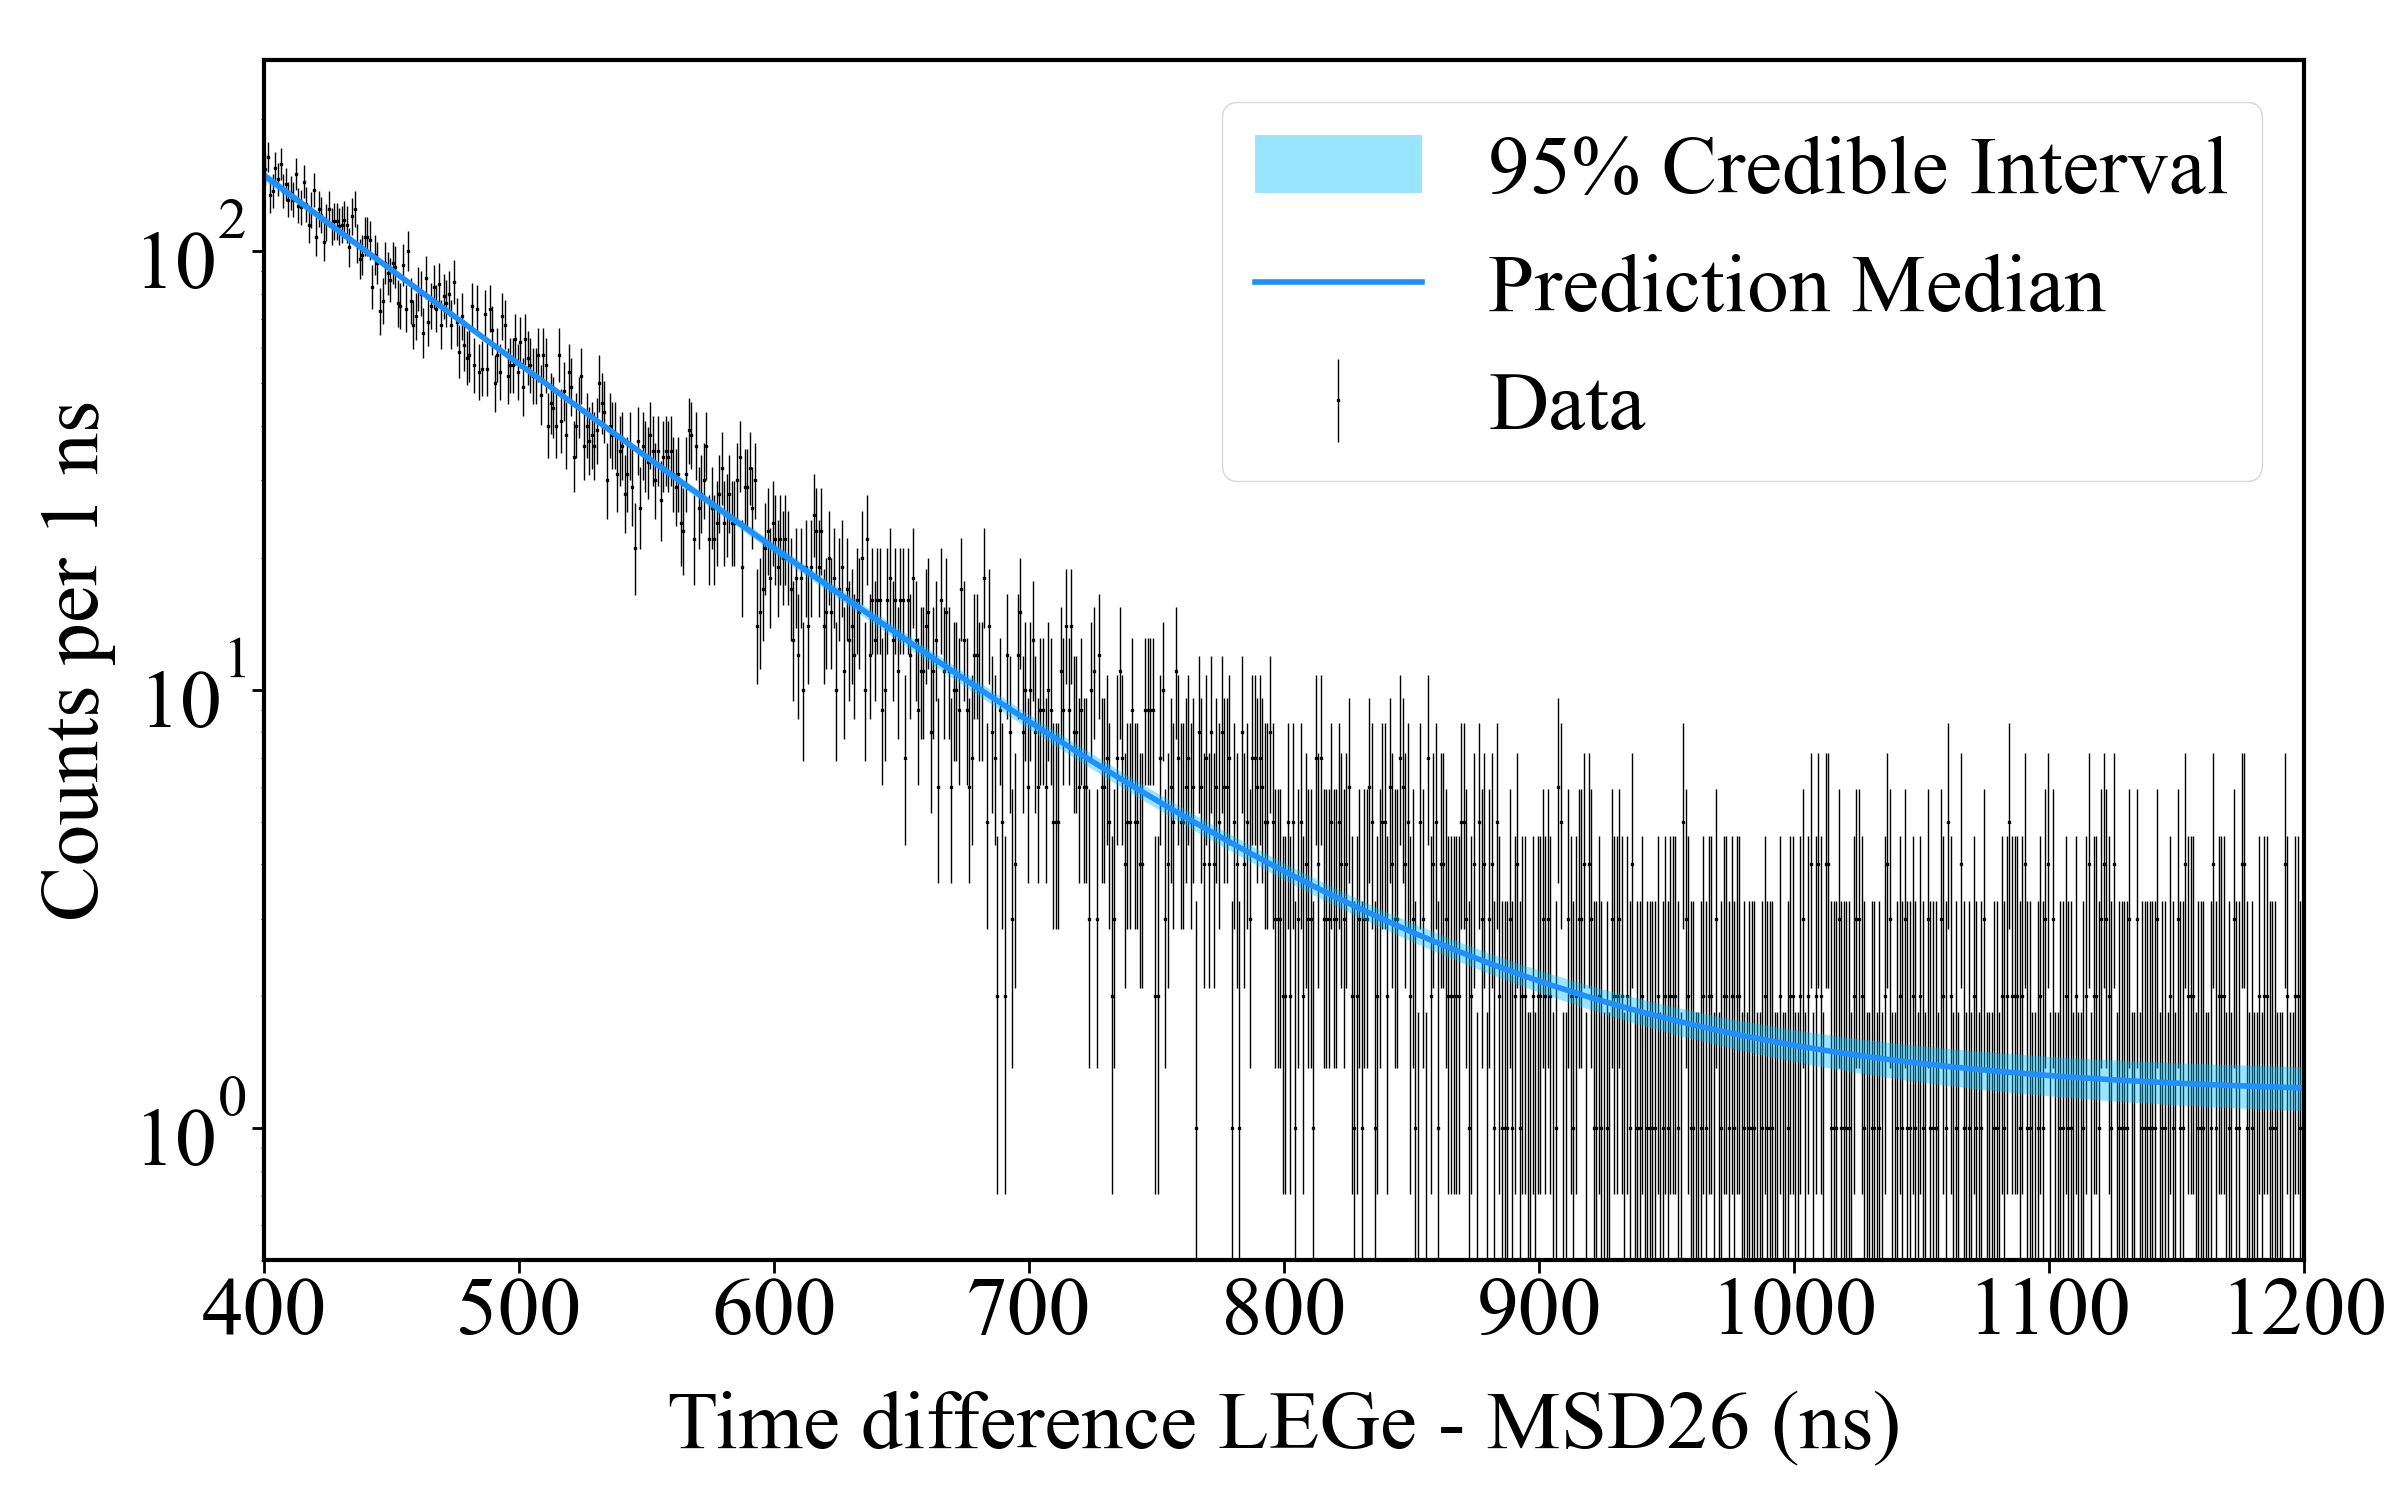 95% Credible Interval
Prediction Median
Data
Counts per 1 ns
10^2
10^1
10^0
400 500 600 700 800 900 1000 1100 1200
Time difference LEGe - MSD26 (ns)